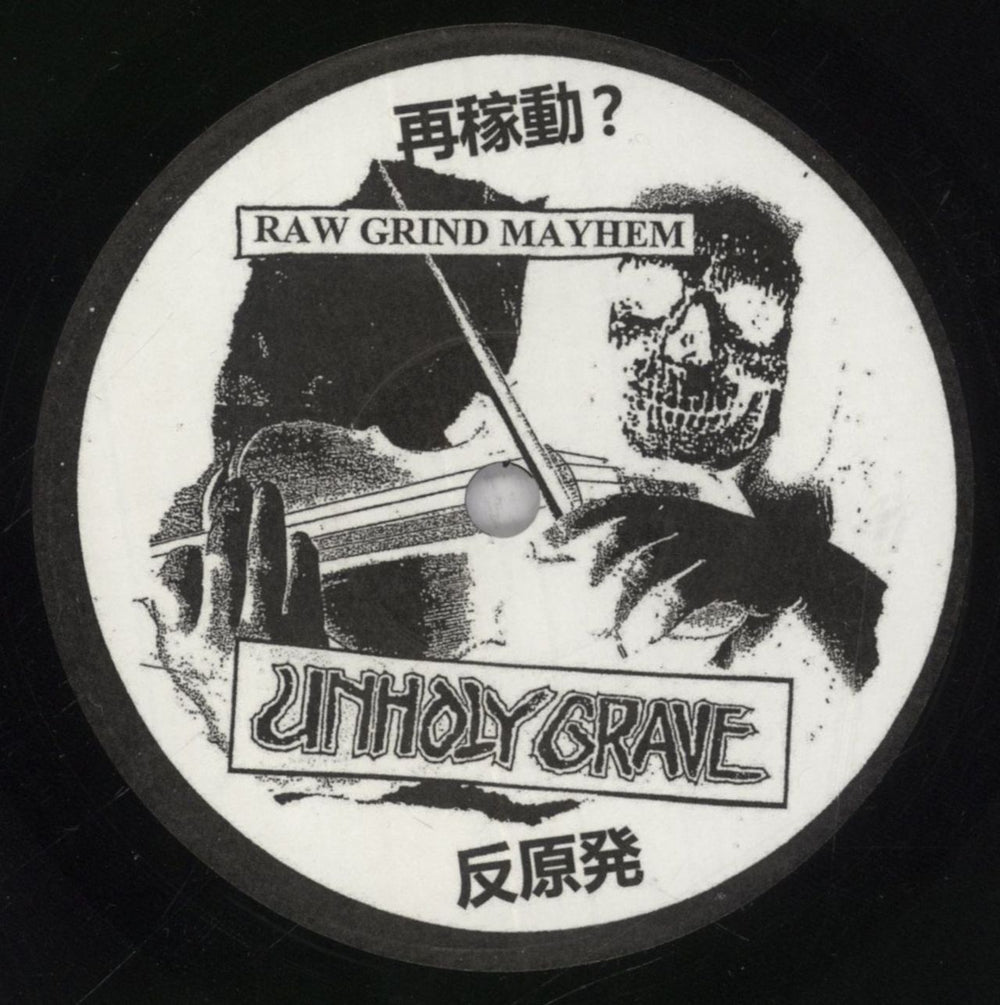 再稼動？
RAW GRIND MAYHEM
UNHOLY GRAVE
反原発